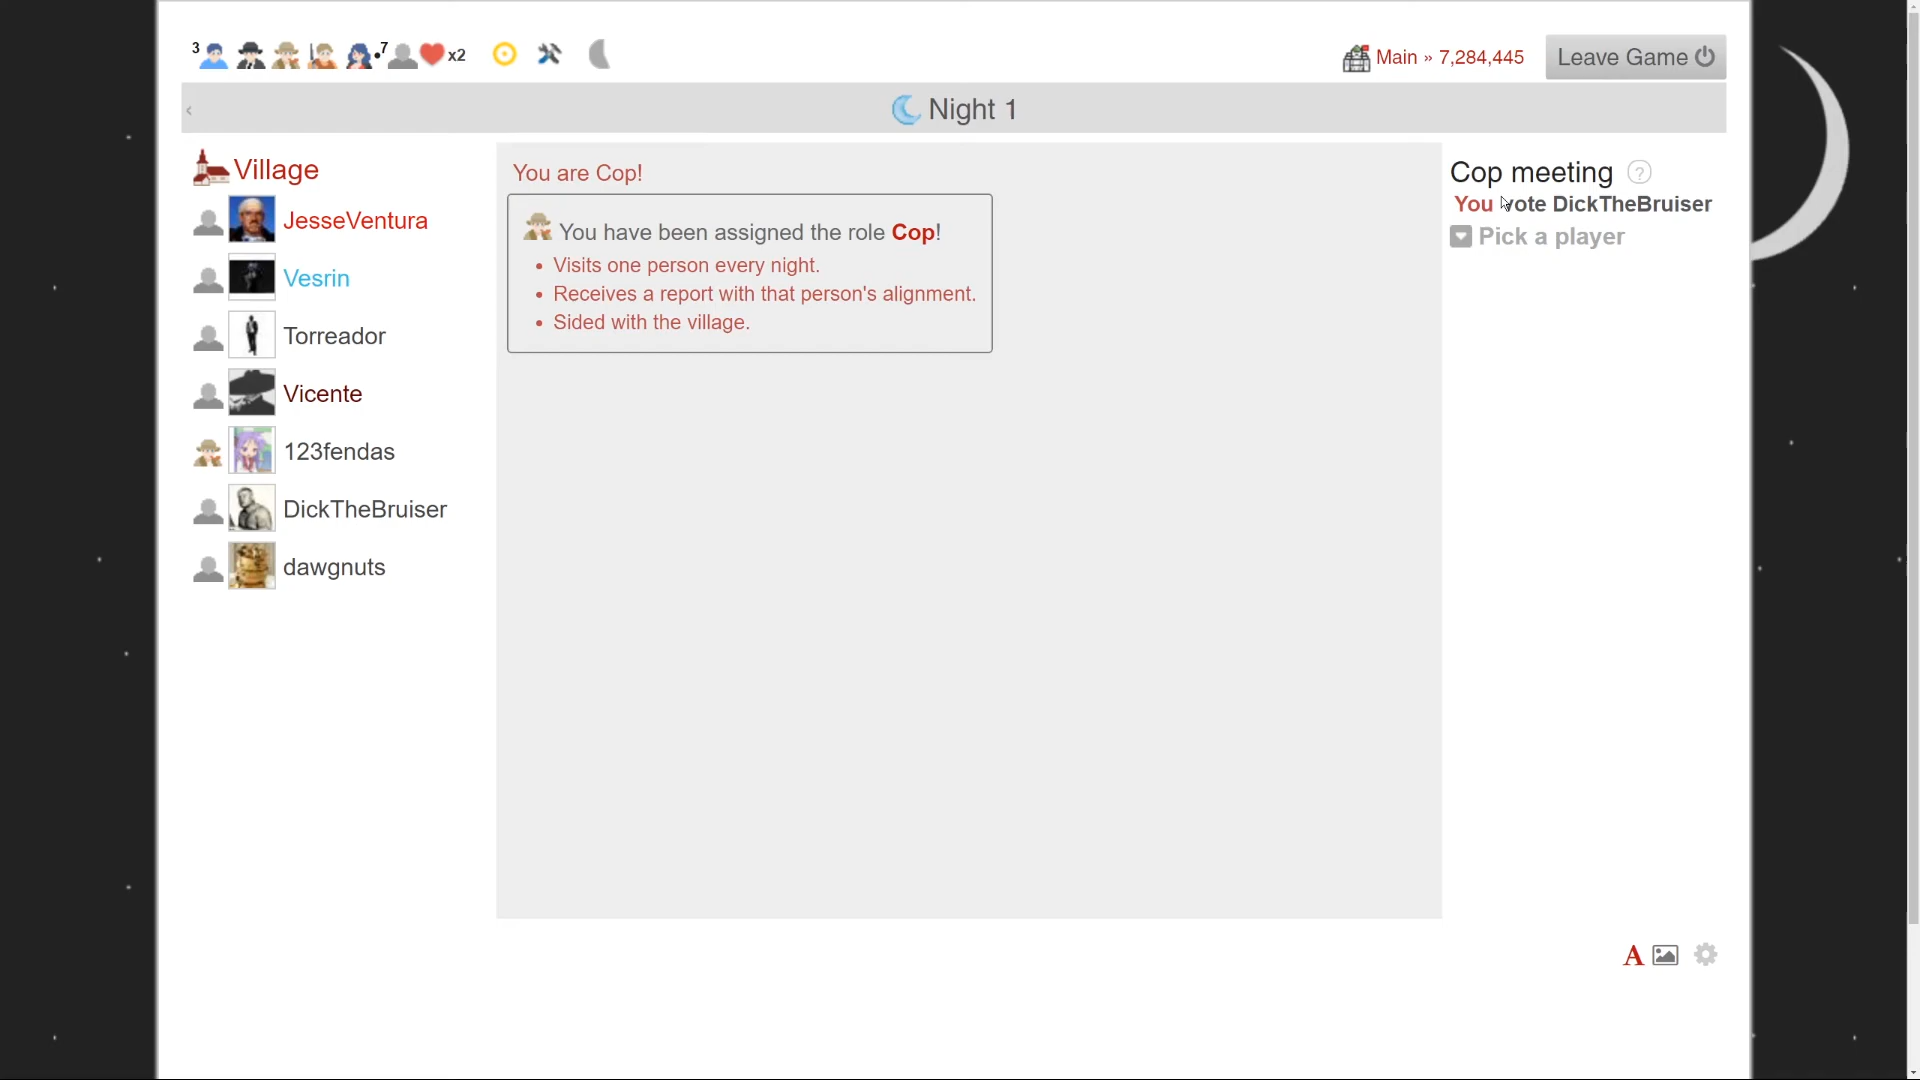 3 7 x2
Main » 7,284,445
Leave Game
‹
Night 1
Village
JesseVentura
Vesrin
Torreador
Vicente
123fendas
DickTheBruiser
dawgnuts
You are Cop!
You have been assigned the role Cop!
• Visits one person every night.
• Receives a report with that person's alignment.
• Sided with the village.
Cop meeting ?
You vote DickTheBruiser
Pick a player
A